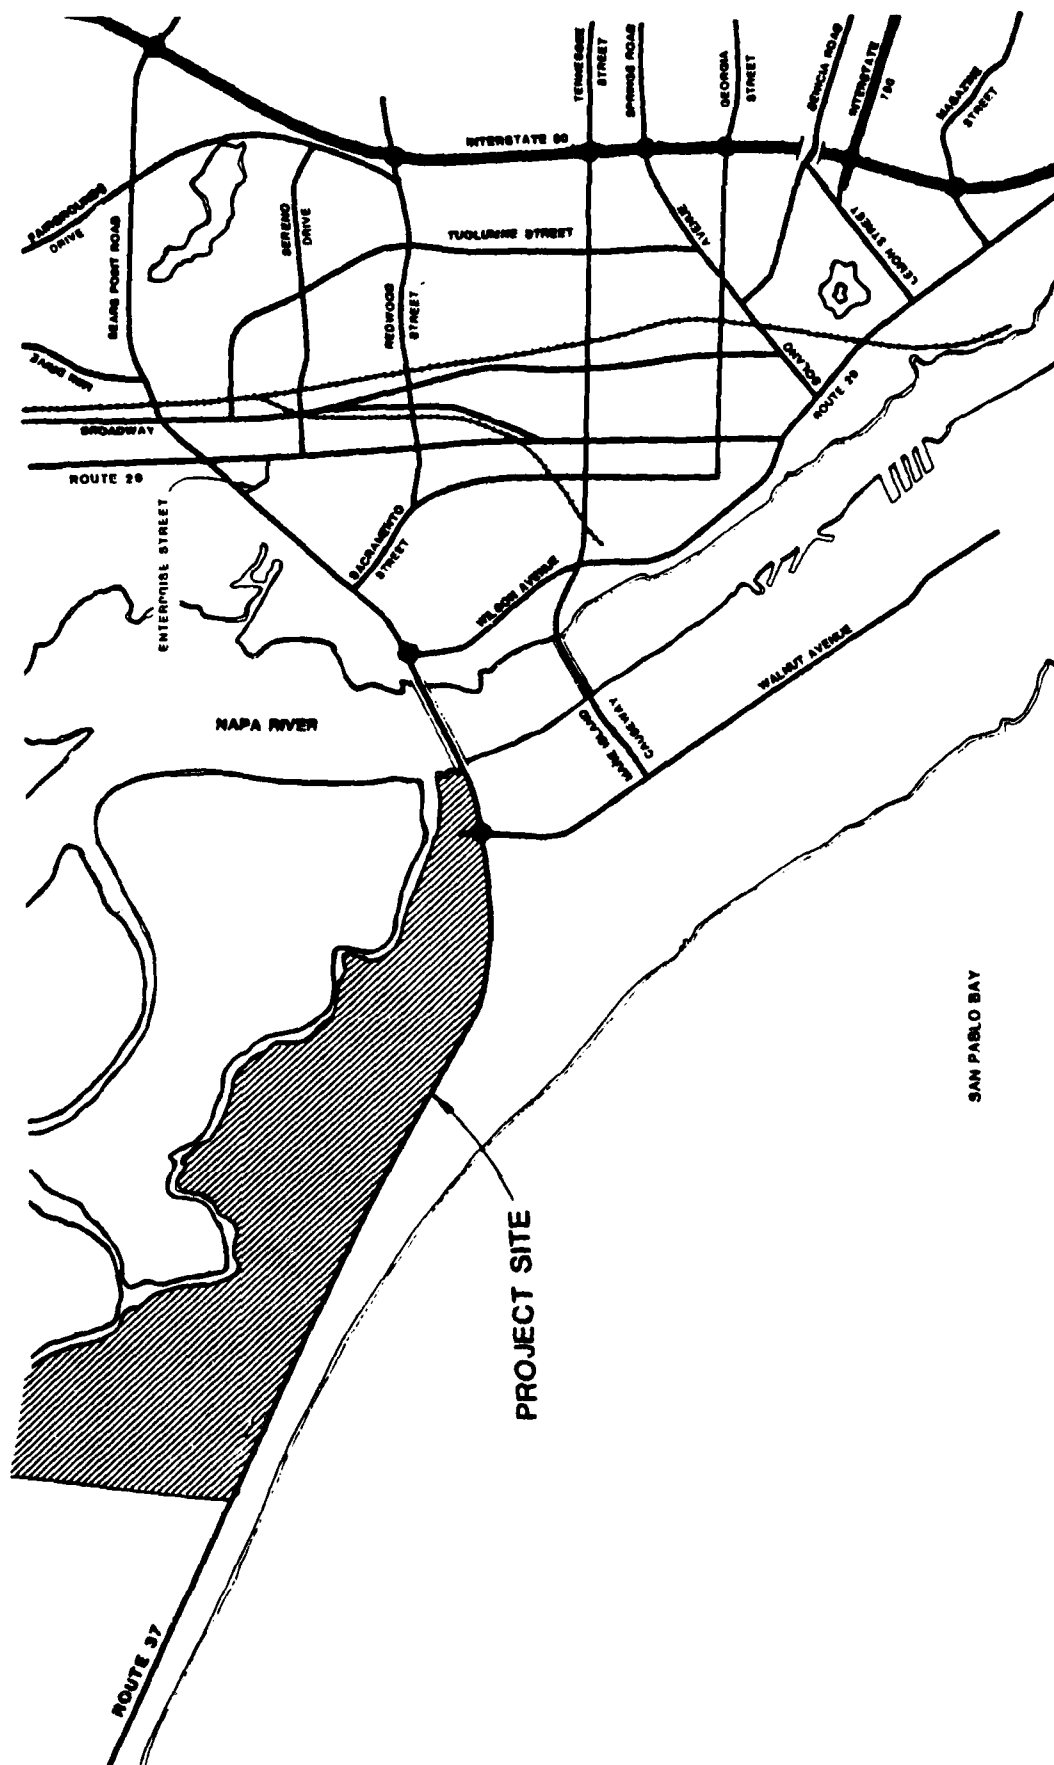 TENNESSEE
STREET
SPRINGS ROAD
GEORGIA
STREET
BENICIA ROAD
INTERSTATE
780
MAGAZINE
STREET
INTERSTATE 80
FAIRGROUNDS
DRIVE
SEARS POINT ROAD
SERENO
DRIVE
TUOLUMNE STREET
AVENUE
LEMON STREET
REDWOOD
STREET
MINI DRIVE
SOLANO
ROUTE 29
BROADWAY
ROUTE 29
ENTERPRISE STREET
SACRAMENTO
STREET
WILSON AVENUE
WALNUT AVENUE
NAPA RIVER
MARE ISLAND
CAUSEWAY
SAN PABLO BAY
PROJECT SITE
ROUTE 37